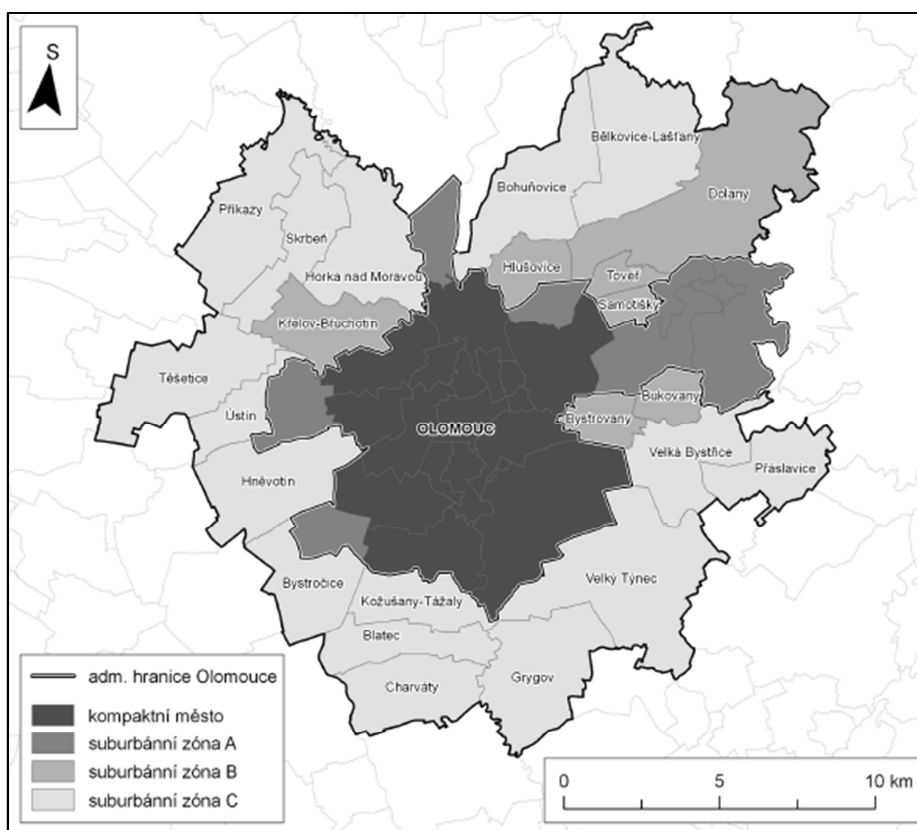 S
Bělkovice-Lašťany
Bohuňovice
Dolany
Příkazy
Skrbeň
Hlušovice
Tovéř
Horka nad Moravou
Samotišky
Křelov-Břuchotín
Těšetice
Bukovany
Ústín
Bystrovany
OLOMOUC
Velká Bystřice
Přáslavice
Hněvotín
Bystročice
Velký Týnec
Kožušany-Tážaly
Blatec
Grygov
Charváty
adm. hranice Olomouce
kompaktní město
suburbánní zóna A
suburbánní zóna B
suburbánní zóna C
0 5 10 km